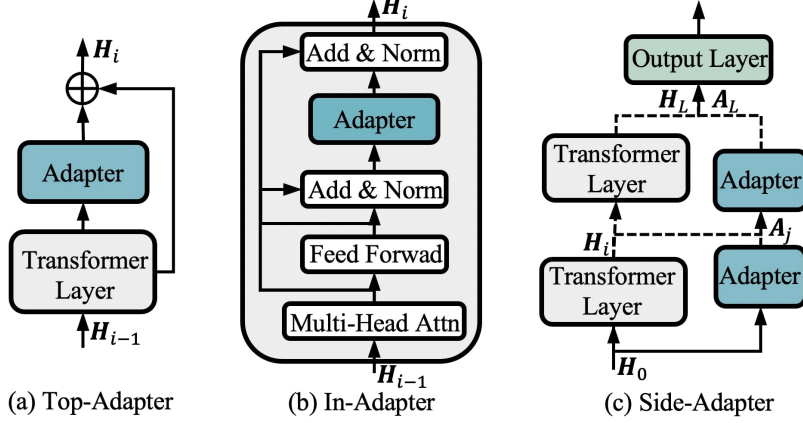 H_i
Adapter
Transformer
Layer
H_{i-1}
(a) Top-Adapter
H_i
Add & Norm
Adapter
Add & Norm
Feed Forwad
Multi-Head Attn
H_{i-1}
(b) In-Adapter
Output Layer
H_L A_L
Transformer
Layer
Adapter
H_i
A_j
Transformer
Layer
Adapter
H_0
(c) Side-Adapter